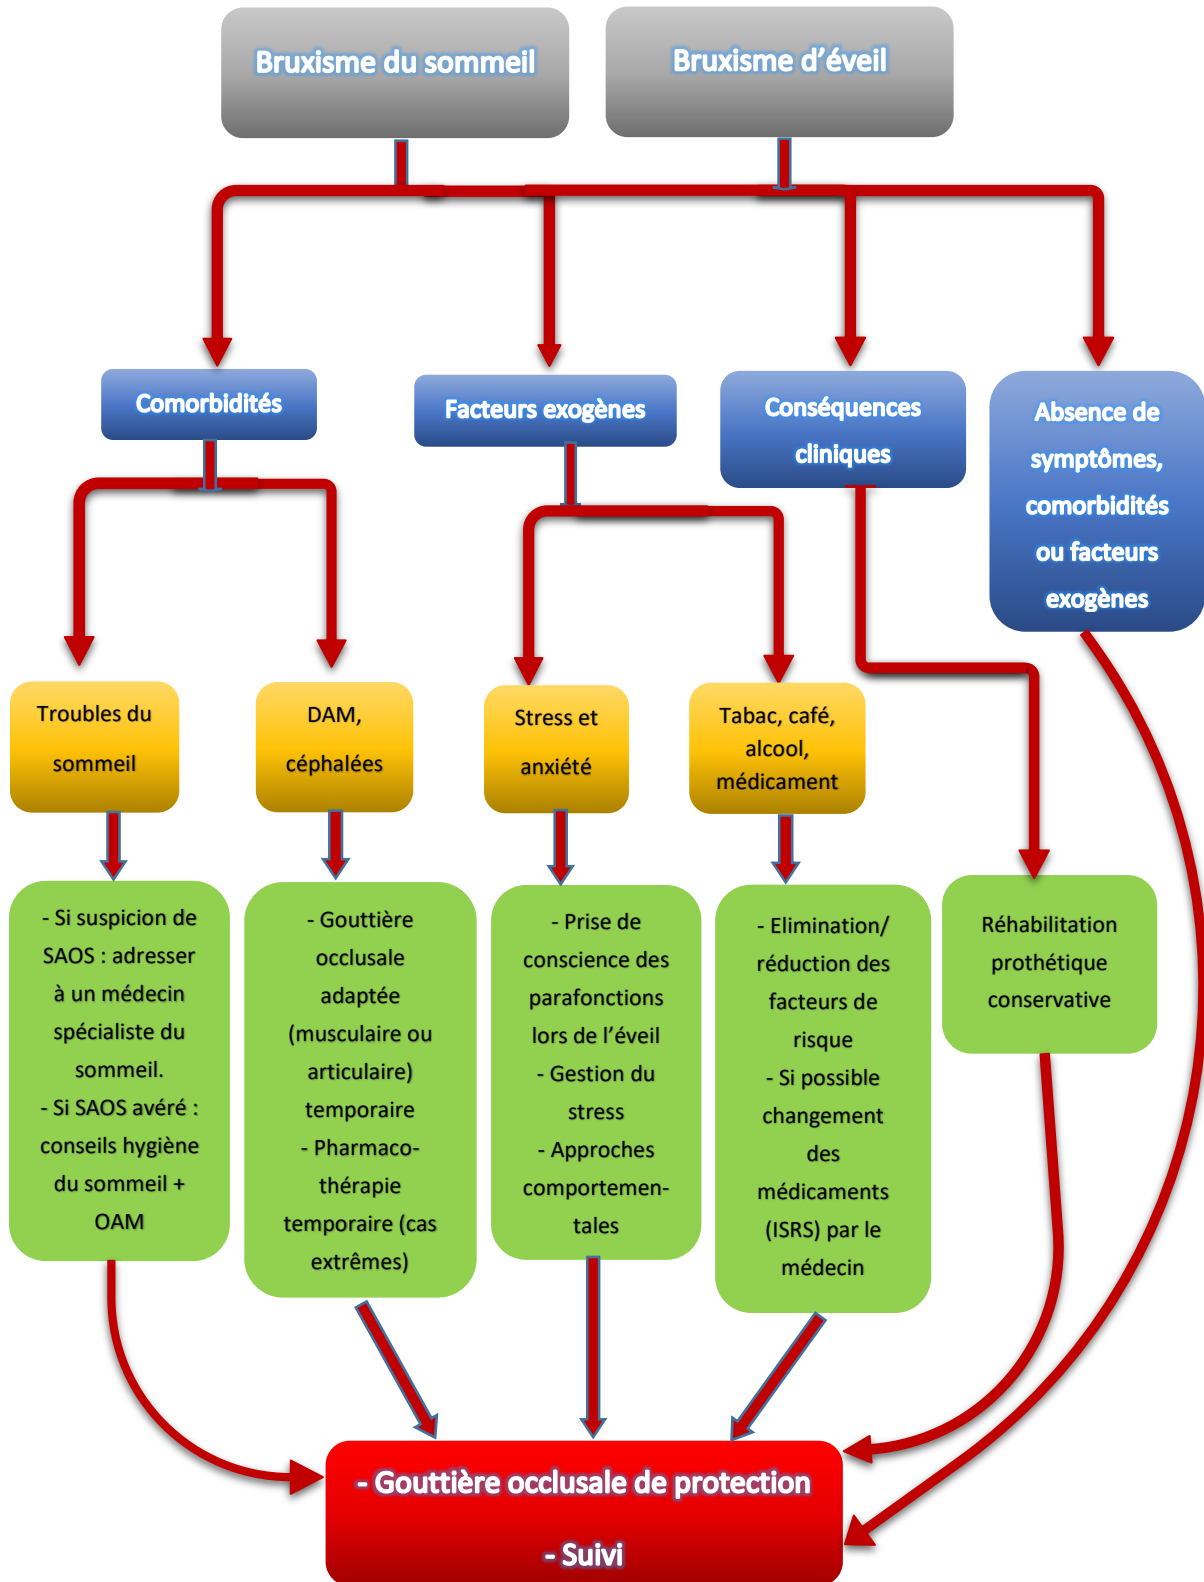 Bruxisme du sommeil
Bruxisme d'éveil
Comorbidités
Facteurs exogènes
Conséquences
cliniques
Absence de
symptômes,
comorbidités
ou facteurs
exogènes
Troubles du
sommeil
DAM,
céphalées
Stress et
anxiété
Tabac, café,
alcool,
médicament
- Si suspicion de
SAOS : adresser
à un médecin
spécialiste du
sommeil.
- Si SAOS avéré :
conseils hygiène
du sommeil +
OAM
- Gouttière
occlusale
adaptée
(musculaire ou
articulaire)
temporaire
- Pharmaco-
thérapie
temporaire (cas
extrêmes)
- Prise de
conscience des
parafonctions
lors de l'éveil
- Gestion du
stress
- Approches
comportemen-
tales
- Elimination/
réduction des
facteurs de
risque
- Si possible
changement
des
médicaments
(ISRS) par le
médecin
Réhabilitation
prothétique
conservative
- Gouttière occlusale de protection
- Suivi